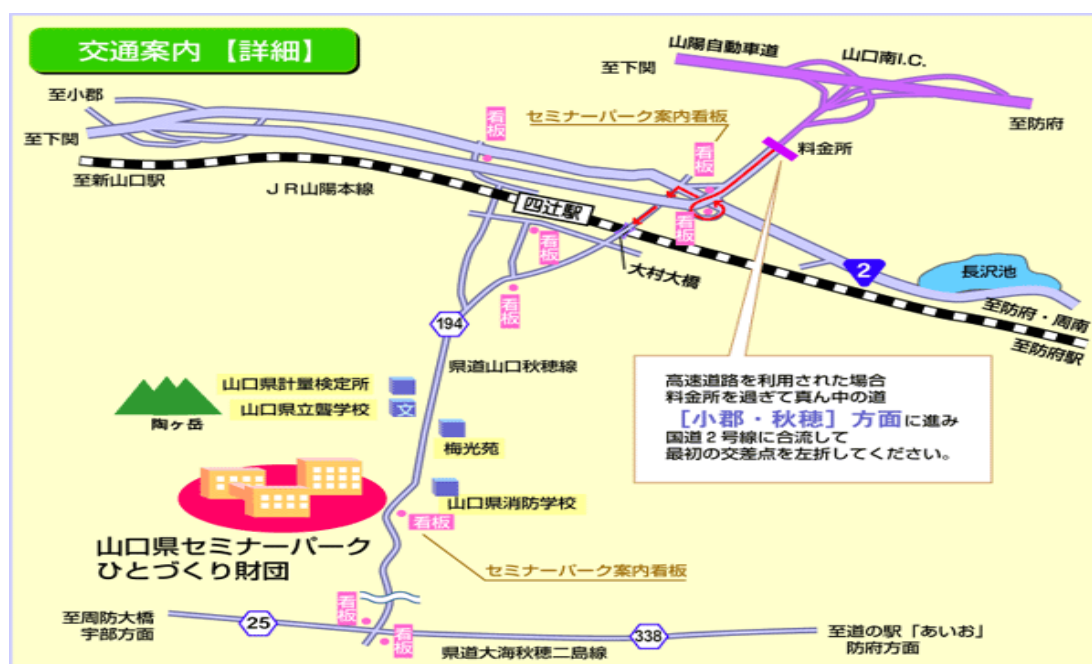 交通案内【詳細】
山陽自動車道
山口南I.C.
至下関
至小郡
セミナーパーク案内看板
至防府
至下関
看板
看板
料金所
至新山口駅
JR山陽本線
四辻駅
看板
看板
大村大橋
2
長沢池
看板
至防府・周南
194
至防府駅
県道山口秋穂線
高速道路を利用された場合
料金所を過ぎて真ん中の道
［小郡・秋穂］方面に進み
国道2号線に合流して
最初の交差点を左折してください。
山口県計量検定所
山口県立聾学校
文
陶ヶ岳
梅光苑
山口県消防学校
看板
山口県セミナーパーク
ひとづくり財団
セミナーパーク案内看板
看板
至周防大橋
宇部方面
25
看板
県道大海秋穂二島線
338
至道の駅「あいお」
防府方面